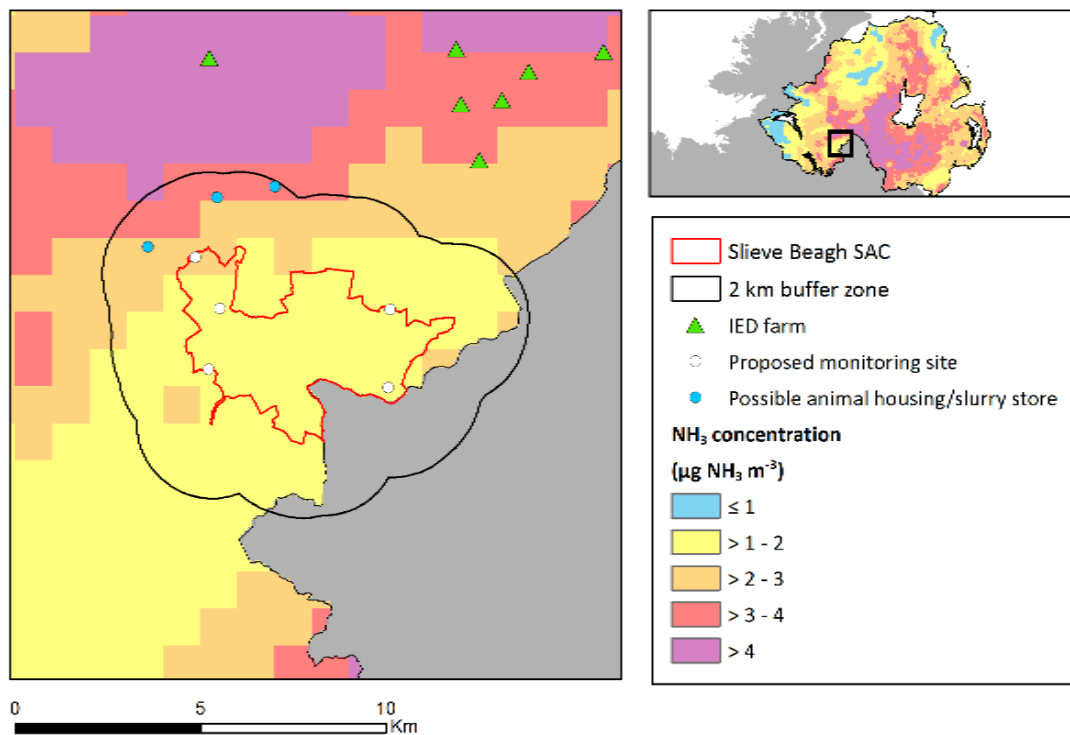 Slieve Beagh SAC
2 km buffer zone
IED farm
Proposed monitoring site
Possible animal housing/slurry store
NH₃ concentration
(µg NH₃ m⁻³)
≤ 1
> 1 - 2
> 2 - 3
> 3 - 4
> 4
0 5 10
Km